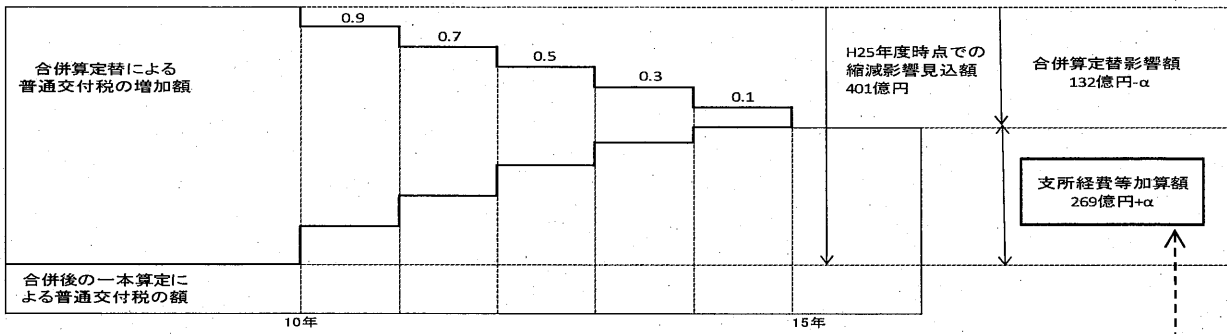 0.9
0.7
0.5
0.3
0.1
合併算定替による
普通交付税の増加額
H25年度時点での
縮減影響見込額
401億円
合併算定替影響額
132億円-α
支所経費等加算額
269億円+α
合併後の一本算定に
よる普通交付税の額
10年
15年